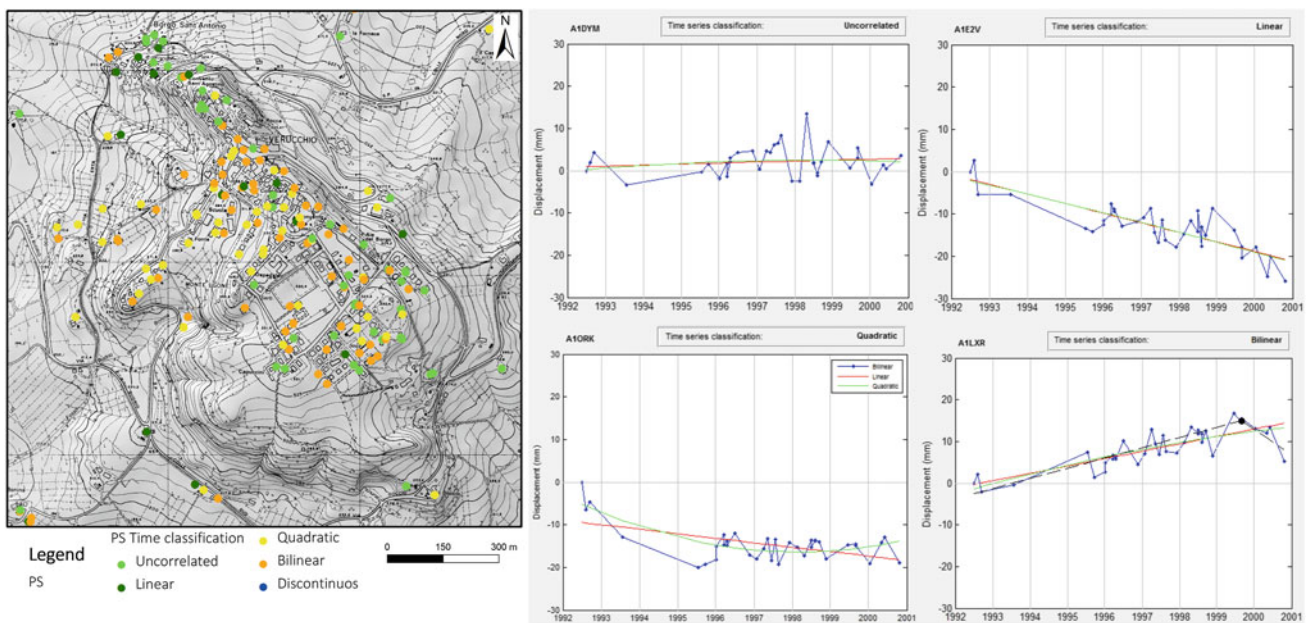 Borgo Sant'Antonio
N
VERUCCHIO
Legend
PS
PS Time classification
Uncorrelated
Linear
Quadratic
Bilinear
Discontinuos
0 300 m
A1DYM
Time series classification: Uncorrelated
Displacement (mm)
30
20
10
0
-10
-20
-30
1992 1993 1994 1995 1996 1997 1998 1999 2000 2001
A1E2V
Time series classification: Linear
Displacement (mm)
30
20
10
0
-10
-20
-30
1992 1993 1994 1995 1996 1997 1998 1999 2000 2001
A1ORK
Time series classification: Quadratic
Bilinear
Linear
Quadratic
Displacement (mm)
30
20
10
0
-10
-20
-30
1992 1993 1994 1995 1996 1997 1998 1999 2000 2001
A1LXR
Time series classification: Bilinear
Displacement (mm)
30
20
10
0
-10
-20
-30
1992 1993 1994 1995 1996 1997 1998 1999 2000 2001